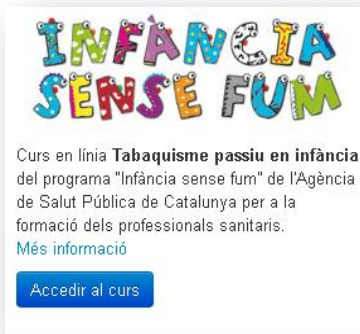 INFÀNCIA
SENSE FUM
Curs en línia Tabaquisme passiu en infància
del programa "Infància sense fum" de l'Agència
de Salut Pública de Catalunya per a la
formació dels professionals sanitaris.
Més informació
Accedir al curs